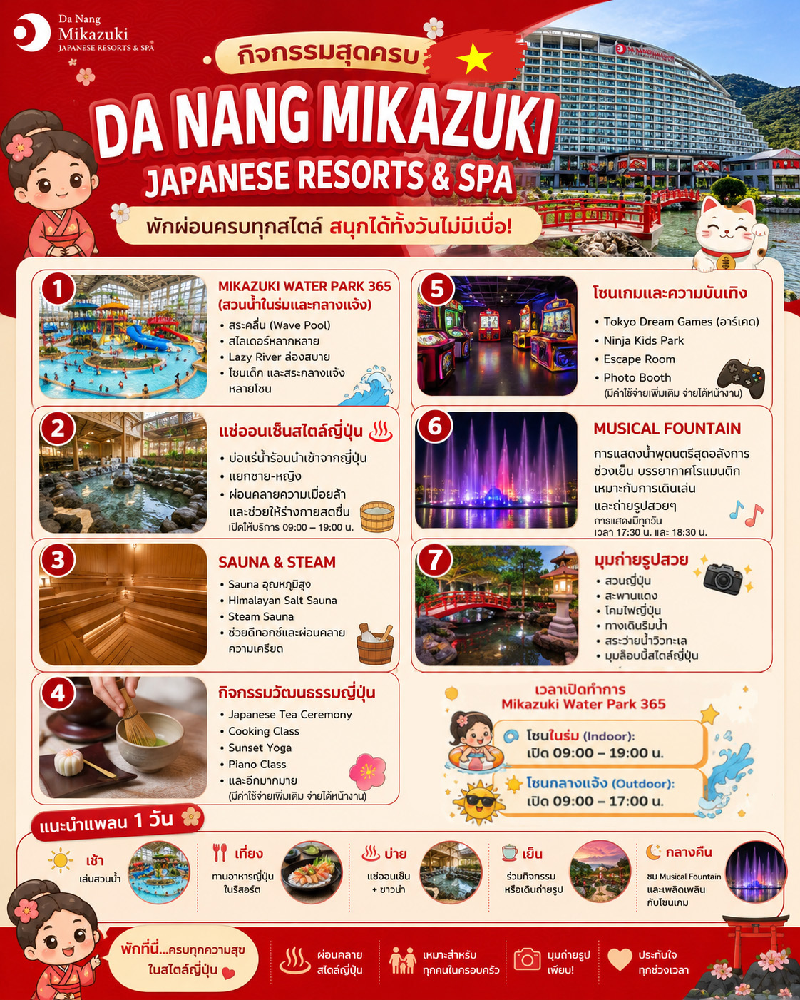 Da Nang
Mikazuki
JAPANESE RESORTS & SPA
กิจกรรมสุดครบ
DA NANG MIKAZUKI
JAPANESE RESORTS & SPA
พักผ่อนครบทุกสไตล์ สนุกได้ทั้งวันไม่มีเบื่อ!
1
MIKAZUKI WATER PARK 365
(สวนน้ำในร่มและกลางแจ้ง)
• สระคลื่น (Wave Pool)
• สไลเดอร์หลากหลาย
• Lazy River ล่องสบาย
• โซนเด็ก และสระกลางแจ้ง
หลายโซน
2
แช่ออนเซ็นสไตล์ญี่ปุ่น
• บ่อแร่น้ำร้อนนำเข้าจากญี่ปุ่น
• แยกชาย-หญิง
• ผ่อนคลายความเมื่อยล้า
และช่วยให้ร่างกายสดชื่น
เปิดให้บริการ 09:00 – 19:00 น.
3
SAUNA & STEAM
• Sauna อุณหภูมิสูง
• Himalayan Salt Sauna
• Steam Sauna
• ช่วยดีทอกซ์และผ่อนคลาย
ความเครียด
4
กิจกรรมวัฒนธรรมญี่ปุ่น
• Japanese Tea Ceremony
• Cooking Class
• Sunset Yoga
• Piano Class
• และอีกมากมาย
(มีค่าใช้จ่ายเพิ่มเติม จ่ายได้หน้างาน)
5
โซนเกมและความบันเทิง
• Tokyo Dream Games (อาร์เคด)
• Ninja Kids Park
• Escape Room
• Photo Booth
(มีค่าใช้จ่ายเพิ่มเติม จ่ายได้หน้างาน)
6
MUSICAL FOUNTAIN
การแสดงน้ำพุดนตรีสุดอลังการ
ช่วงเย็น บรรยากาศโรแมนติก
เหมาะกับการเดินเล่น
และถ่ายรูปสวยๆ
การแสดงมีทุกวัน
เวลา 17:30 น. และ 18:30 น.
7
มุมถ่ายรูปสวย
• สวนญี่ปุ่น
• สะพานแดง
• โคมไฟญี่ปุ่น
• ทางเดินริมน้ำ
• สระว่ายน้ำวิวทะเล
• มุมล็อบบี้สไตล์ญี่ปุ่น
เวลาเปิดทำการ
Mikazuki Water Park 365
โซนในร่ม (Indoor):
เปิด 09:00 – 19:00 น.
โซนกลางแจ้ง (Outdoor):
เปิด 09:00 – 17:00 น.
แนะนำแพลน 1 วัน
เช้า
เล่นสวนน้ำ
เที่ยง
ทานอาหารญี่ปุ่น
ในรีสอร์ต
บ่าย
แช่ออนเซ็น
+ ซาวน่า
เย็น
ร่วมกิจกรรม
หรือเดินถ่ายรูป
กลางคืน
ชม Musical Fountain
และเพลิดเพลิน
กับโซนเกม
พักที่นี่...ครบทุกความสุข
ในสไตล์ญี่ปุ่น
ผ่อนคลาย
สไตล์ญี่ปุ่น
เหมาะสำหรับ
ทุกคนในครอบครัว
มุมถ่ายรูป
เพียบ!
ประทับใจ
ทุกช่วงเวลา